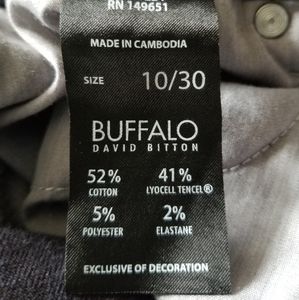 RN 149651
MADE IN CAMBODIA
SIZE 10/30
BUFFALO
DAVID BITTON
52% 41%
COTTON LYOCELL TENCEL®
5% 2%
POLYESTER ELASTANE
EXCLUSIVE OF DECORATION